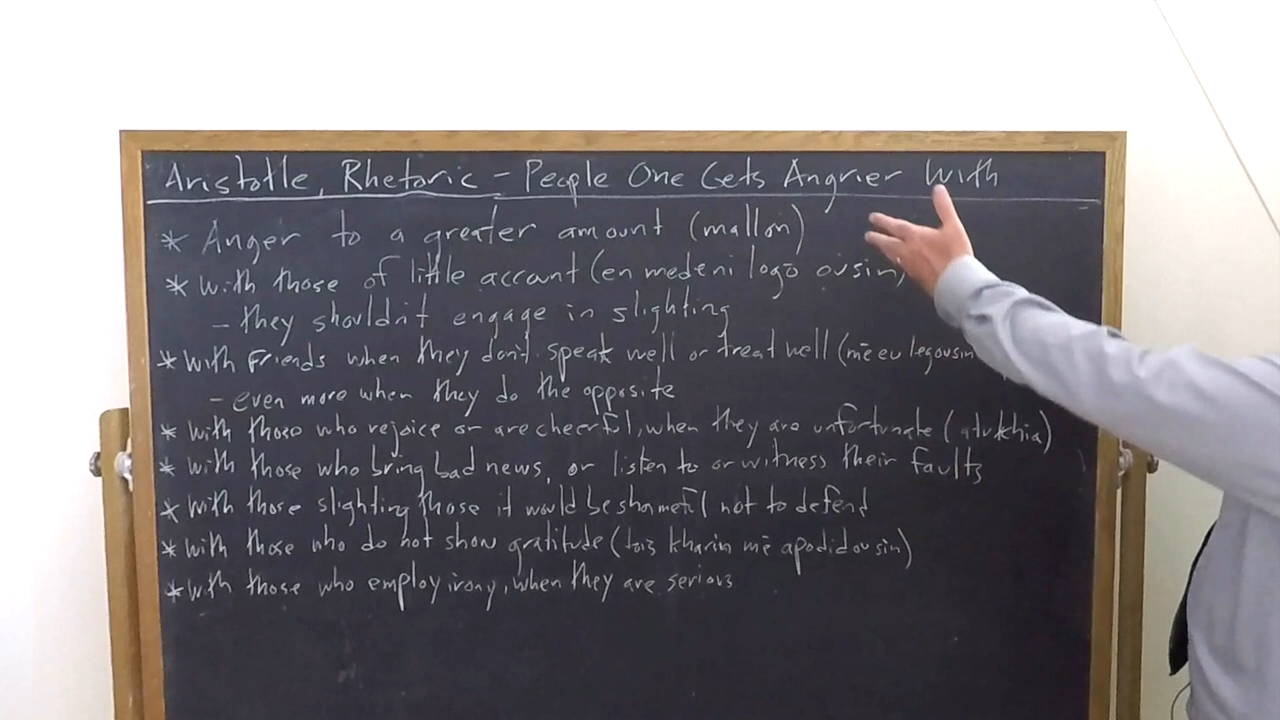 Aristotle, Rhetoric - People One Gets Angrier With
* Anger to a greater amount (mallon)
* with those of little account (en medeni logō ousin)
- they shouldn't engage in slighting
* with friends when they don't speak well or treat well (mē eu legousin
- even more when they do the opposite
* with those who rejoice or are cheerful, when they are unfortunate (atukhia)
* with those who bring bad news, or listen to or witness their faults
* with those slighting those it would be shameful not to defend
* with those who do not show gratitude (tois kharin mē apodidousin)
* with those who employ irony, when they are serious